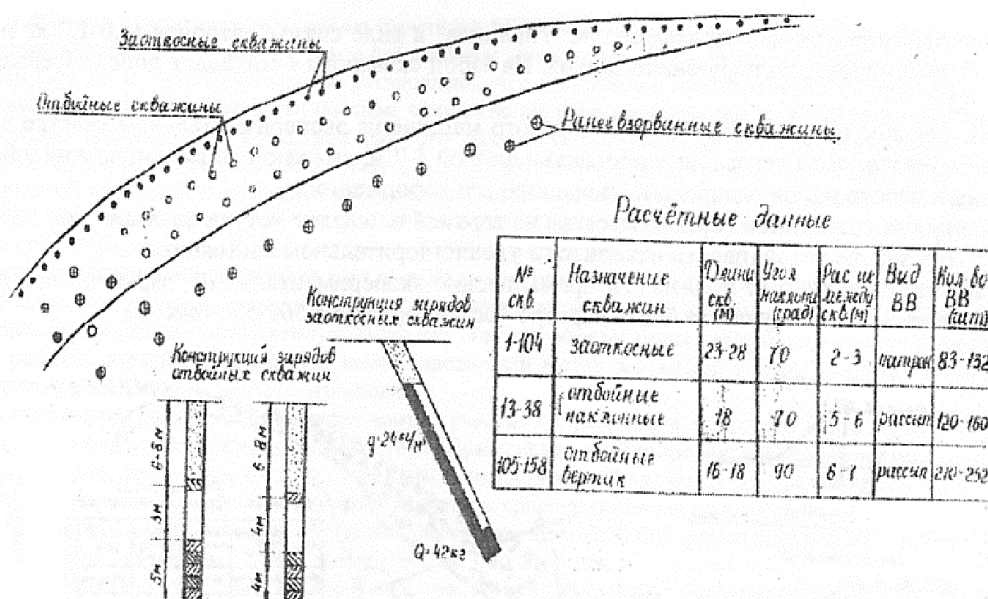 Заоткосные скважины
Отбойные скважины
Ранее взорванные скважины
Расчётные данные
№ скв. Назначение скважин Длина скв. (м) Угол наклона (град) Рас-ие между скв.(м) Вид ВВ Кол-во ВВ
1-104 заоткосные 23-28 70 2-3 патрон 83-132
13-38 отбойные наклонные 18 70 5-6 рассып 120-160
105-158 отбойные вертик 16-18 90 рассып 210-252
Конструкция зарядов
заоткосных скважин
Конструкция зарядов
отбойных скважин
6-8м
6-8м
3м
4м
5м
4м
Q=42кг